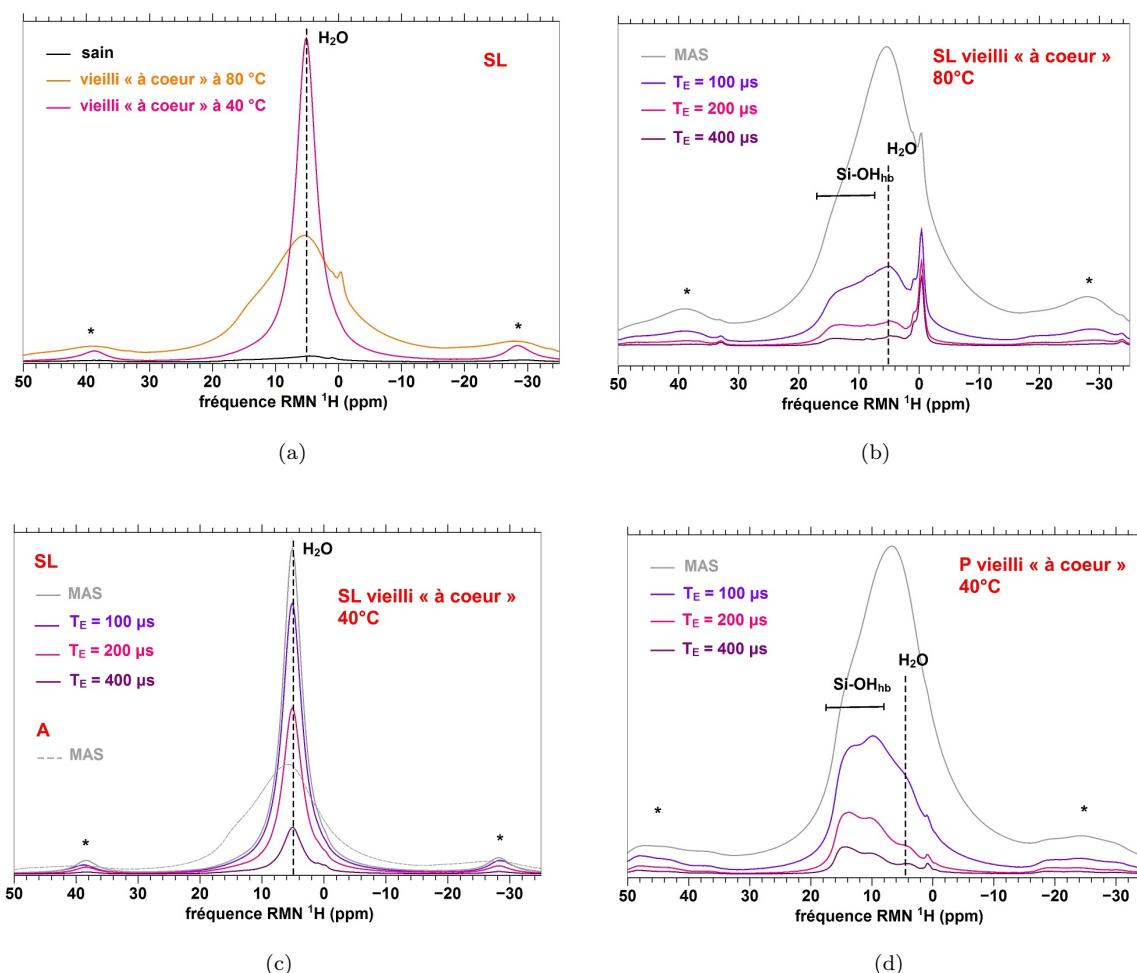 sain
vieilli « à coeur » à 80 °C
vieilli « à coeur » à 40 °C
H₂O
SL
*
*
50 40 30 20 10 0 −10 −20 −30
fréquence RMN ¹H (ppm)
(a)
MAS
T_E = 100 µs
T_E = 200 µs
T_E = 400 µs
SL vieilli « à coeur »
80°C
H₂O
Si-OH_hb
*
*
50 40 30 20 10 0 −10 −20 −30
fréquence RMN ¹H (ppm)
(b)
SL
MAS
T_E = 100 µs
T_E = 200 µs
T_E = 400 µs
A
MAS
H₂O
SL vieilli « à coeur »
40°C
*
*
50 40 30 20 10 0 −10 −20 −30
fréquence RMN ¹H (ppm)
(c)
MAS
T_E = 100 µs
T_E = 200 µs
T_E = 400 µs
P vieilli « à coeur »
40°C
H₂O
Si-OH_hb
*
*
50 40 30 20 10 0 −10 −20 −30
fréquence RMN ¹H (ppm)
(d)